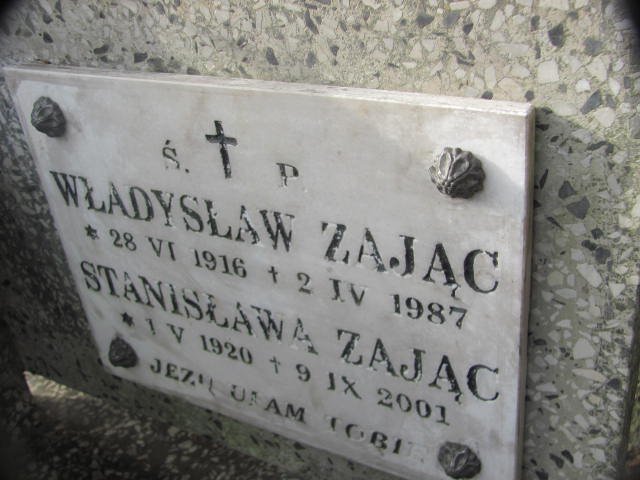 Ś. P.
WŁADYSŁAW ZAJĄC
* 28 VI 1916 + 2 IV 1987
STANISŁAWA ZAJĄC
* 1 V 1920 + 9 IX 2001
JEZU UFAM TOBIE